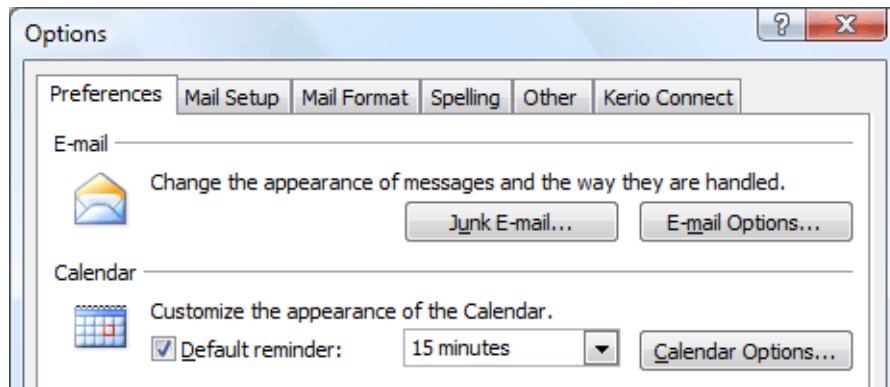 Options
Preferences Mail Setup Mail Format Spelling Other Kerio Connect
E-mail
Change the appearance of messages and the way they are handled.
Junk E-mail... E-mail Options...
Calendar
Customize the appearance of the Calendar.
Default reminder: 15 minutes Calendar Options...